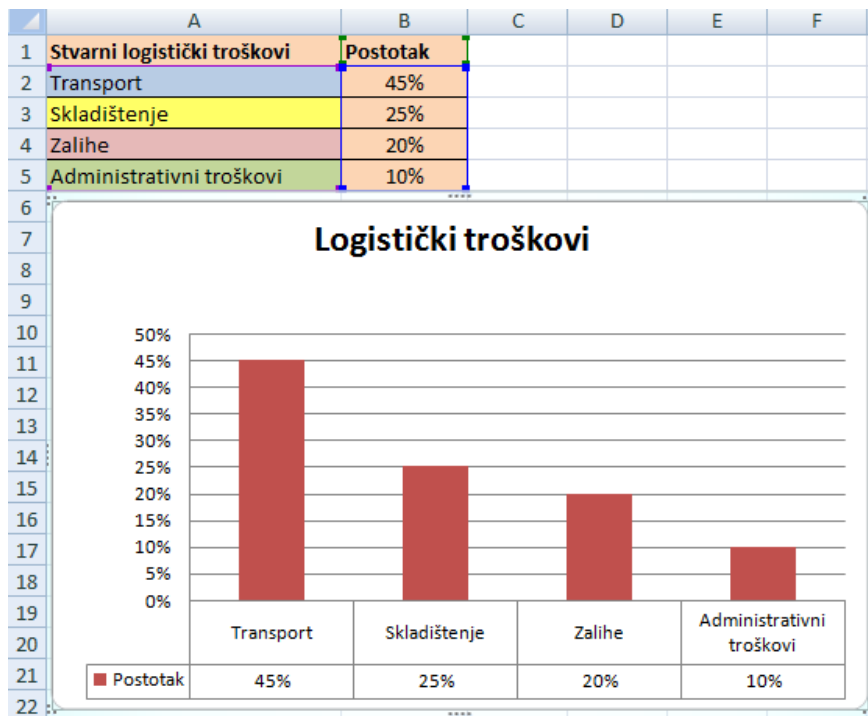 A B C D E F
1 Stvarni logistički troškovi Postotak
2 Transport 45%
3 Skladištenje 25%
4 Zalihe 20%
5 Administrativni troškovi 10%
6
7 Logistički troškovi
8
9
10 50%
11 45%
12 40%
13 35%
30%
14 25%
15 20%
16 15%
17 10%
18 5%
0%
19 Transport Skladištenje Zalihe Administrativni
20 troškovi
21 Postotak 45% 25% 20% 10%
22